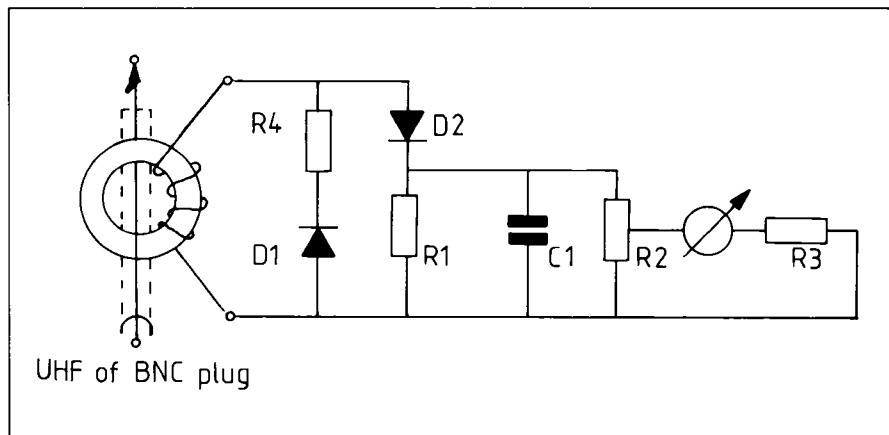 R4
D2
D1
R1
C1
R2
R3
UHF of BNC plug